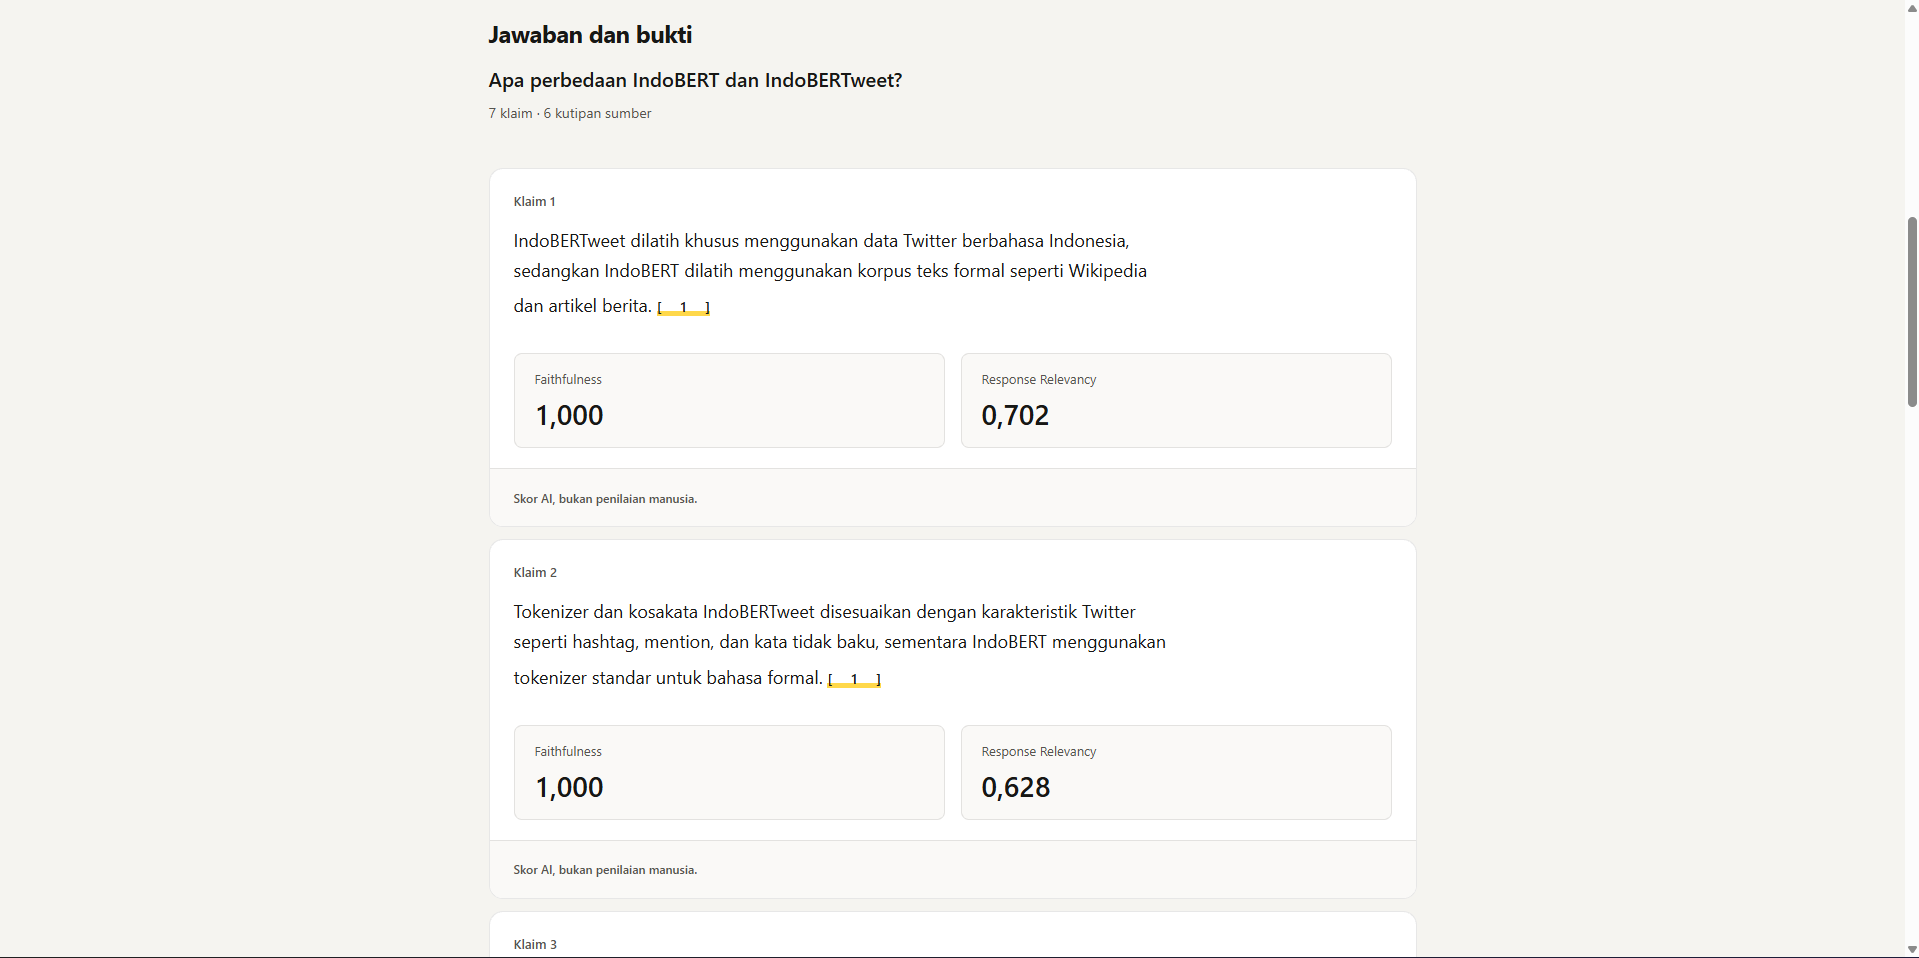 Jawaban dan bukti
Apa perbedaan IndoBERT dan IndoBERTweet?
7 klaim · 6 kutipan sumber
Klaim 1
IndoBERTweet dilatih khusus menggunakan data Twitter berbahasa Indonesia,
sedangkan IndoBERT dilatih menggunakan korpus teks formal seperti Wikipedia
dan artikel berita. [ 1 ]
Faithfulness
1,000
Response Relevancy
0,702
Skor AI, bukan penilaian manusia.
Klaim 2
Tokenizer dan kosakata IndoBERTweet disesuaikan dengan karakteristik Twitter
seperti hashtag, mention, dan kata tidak baku, sementara IndoBERT menggunakan
tokenizer standar untuk bahasa formal. [ 1 ]
Faithfulness
1,000
Response Relevancy
0,628
Skor AI, bukan penilaian manusia.
Klaim 3